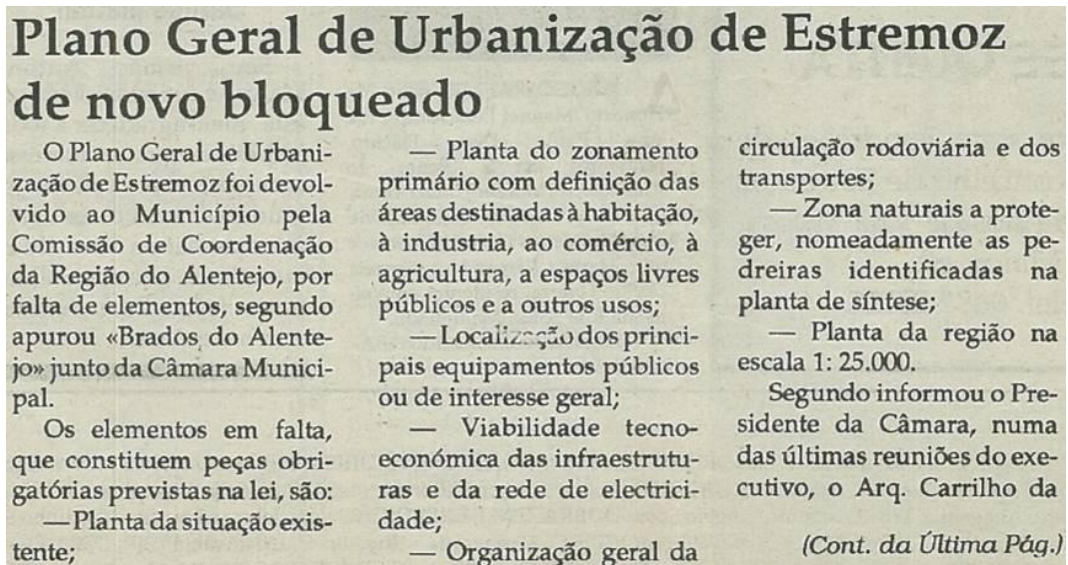 Plano Geral de Urbanização de Estremoz
de novo bloqueado
O Plano Geral de Urbani-
zação de Estremoz foi devol-
vido ao Município pela
Comissão de Coordenação
da Região do Alentejo, por
falta de elementos, segundo
apurou «Brados do Alente-
jo» junto da Câmara Munici-
pal.
Os elementos em falta,
que constituem peças obri-
gatórias previstas na lei, são:
— Planta da situação exis-
tente;
— Planta do zonamento
primário com definição das
áreas destinadas à habitação,
à industria, ao comércio, à
agricultura, a espaços livres
públicos e a outros usos;
— Localização dos princi-
pais equipamentos públicos
ou de interesse geral;
— Viabilidade tecno-
económica das infraestrutu-
ras e da rede de electrici-
dade;
— Organização geral da
circulação rodoviária e dos
transportes;
— Zona naturais a prote-
ger, nomeadamente as pe-
dreiras identificadas na
planta de síntese;
— Planta da região na
escala 1: 25.000.
Segundo informou o Pre-
sidente da Câmara, numa
das últimas reuniões do exe-
cutivo, o Arq. Carrilho da
(Cont. da Última Pág.)